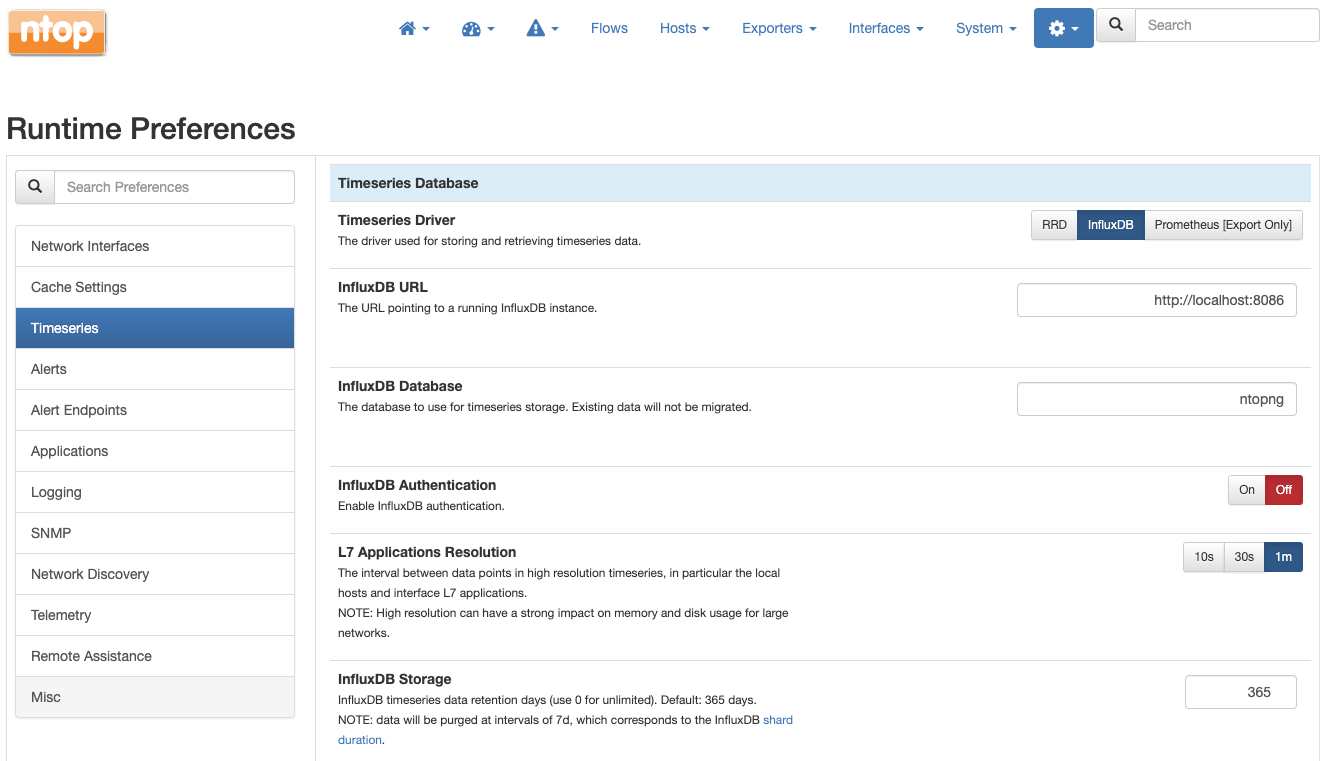 ntop
Flows
Hosts
Exporters
Interfaces
System
Search
Runtime Preferences
Search Preferences
Network Interfaces
Cache Settings
Timeseries
Alerts
Alert Endpoints
Applications
Logging
SNMP
Network Discovery
Telemetry
Remote Assistance
Misc
Timeseries Database
Timeseries Driver
The driver used for storing and retrieving timeseries data.
RRD InfluxDB Prometheus [Export Only]
InfluxDB URL
The URL pointing to a running InfluxDB instance.
http://localhost:8086
InfluxDB Database
The database to use for timeseries storage. Existing data will not be migrated.
ntopng
InfluxDB Authentication
Enable InfluxDB authentication.
On Off
L7 Applications Resolution
The interval between data points in high resolution timeseries, in particular the local
hosts and interface L7 applications.
NOTE: High resolution can have a strong impact on memory and disk usage for large
networks.
10s 30s 1m
InfluxDB Storage
InfluxDB timeseries data retention days (use 0 for unlimited). Default: 365 days.
NOTE: data will be purged at intervals of 7d, which corresponds to the InfluxDB shard
duration.
365